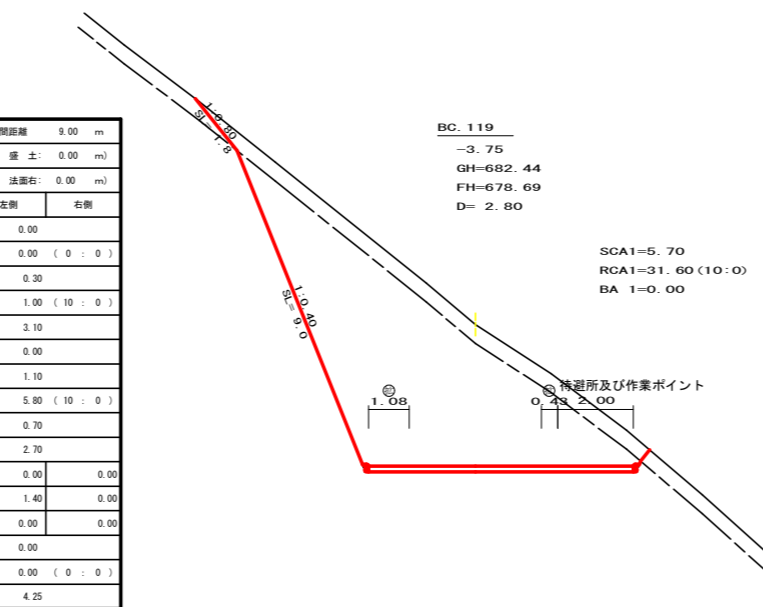 間距離 9.00 m
盛 土: 0.00 m)
法面右: 0.00 m)
左側 右側
0.00
0.00 ( 0 : 0 )
0.30
1.00 ( 10 : 0 )
3.10
0.00
1.10
5.80 ( 10 : 0 )
0.70
2.70
0.00 0.00
1.40 0.00
0.00 0.00
0.00
0.00 ( 0 : 0 )
4.25
1:0.80
SL= 1.8
1:0.40
SL= 9.0
BC. 119
-3.75
GH=682.44
FH=678.69
D= 2.80
SCA1=5.70
RCA1=31.60(10:0)
BA 1=0.00
待避所及び作業ポイント
1.08
0.43 2.00